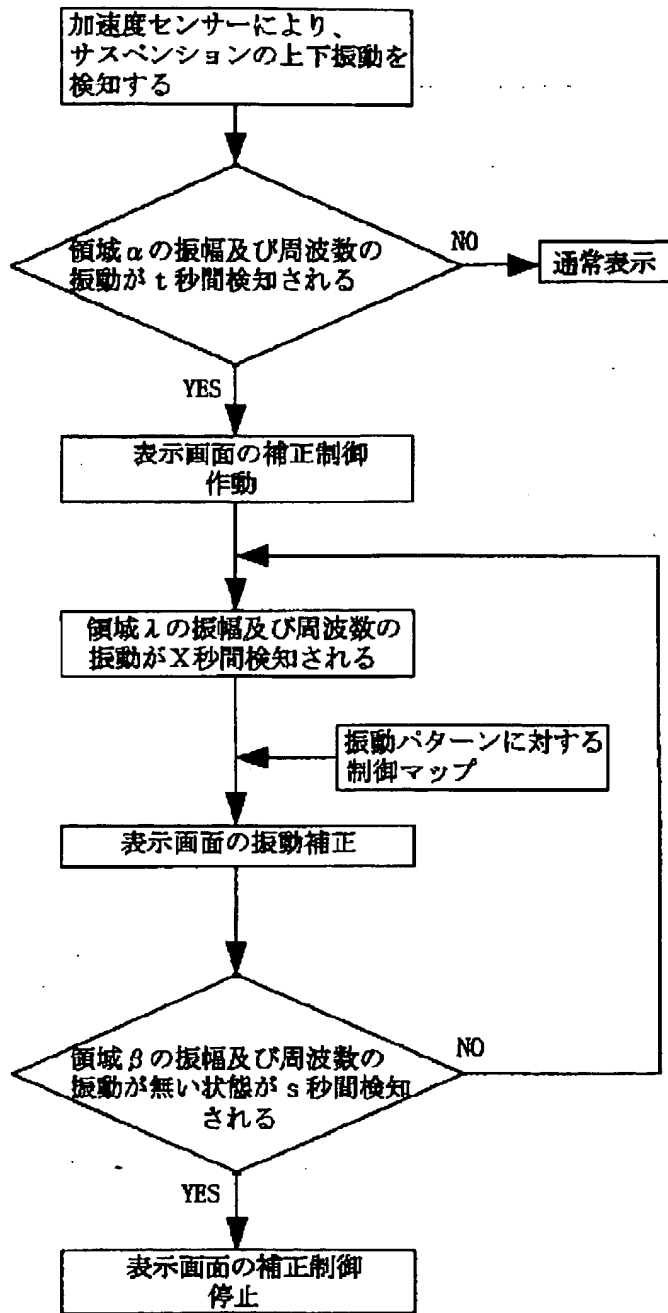 加速度センサーにより、
サスペンションの上下振動を
検知する
領域αの振幅及び周波数の
振動がt秒間検知される
NO
通常表示
YES
表示画面の補正制御
作動
領域λの振幅及び周波数の
振動がX秒間検知される
振動パターンに対する
制御マップ
表示画面の振動補正
領域βの振幅及び周波数の
振動が無い状態がs秒間検知
される
NO
YES
表示画面の補正制御
停止